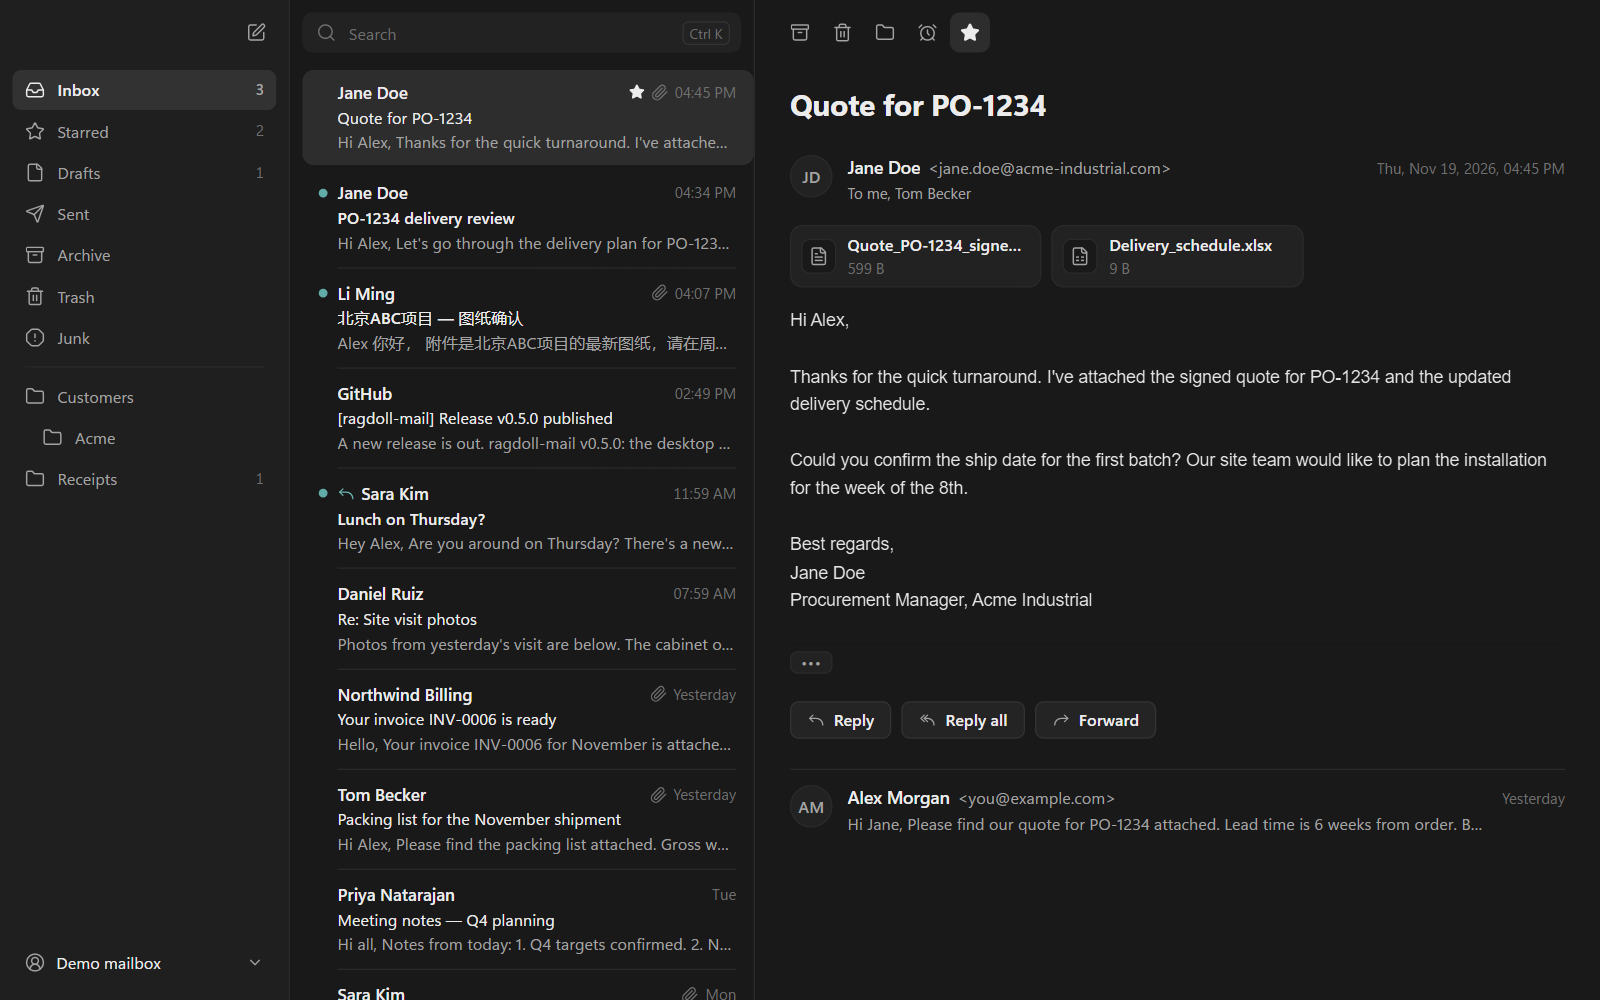 Inbox 3
Starred 2
Drafts 1
Sent
Archive
Trash
Junk
Customers
Acme
Receipts 1
Demo mailbox
Search Ctrl K
Jane Doe 04:45 PM
Quote for PO-1234
Hi Alex, Thanks for the quick turnaround. I've attache...
Jane Doe 04:34 PM
PO-1234 delivery review
Hi Alex, Let's go through the delivery plan for PO-123...
Li Ming 04:07 PM
北京ABC项目 — 图纸确认
Alex 你好， 附件是北京ABC项目的最新图纸，请在周...
GitHub 02:49 PM
[ragdoll-mail] Release v0.5.0 published
A new release is out. ragdoll-mail v0.5.0: the desktop ...
Sara Kim 11:59 AM
Lunch on Thursday?
Hey Alex, Are you around on Thursday? There's a new...
Daniel Ruiz 07:59 AM
Re: Site visit photos
Photos from yesterday's visit are below. The cabinet o...
Northwind Billing Yesterday
Your invoice INV-0006 is ready
Hello, Your invoice INV-0006 for November is attache...
Tom Becker Yesterday
Packing list for the November shipment
Hi Alex, Please find the packing list attached. Gross w...
Priya Natarajan Tue
Meeting notes — Q4 planning
Hi all, Notes from today: 1. Q4 targets confirmed. 2. N...
Sara Kim Mon
Quote for PO-1234
JD
Jane Doe <jane.doe@acme-industrial.com> Thu, Nov 19, 2026, 04:45 PM
To me, Tom Becker
Quote_PO-1234_signe...
599 B
Delivery_schedule.xlsx
9 B
Hi Alex,
Thanks for the quick turnaround. I've attached the signed quote for PO-1234 and the updated
delivery schedule.
Could you confirm the ship date for the first batch? Our site team would like to plan the installation
for the week of the 8th.
Best regards,
Jane Doe
Procurement Manager, Acme Industrial
Reply
Reply all
Forward
AM
Alex Morgan <you@example.com> Yesterday
Hi Jane, Please find our quote for PO-1234 attached. Lead time is 6 weeks from order. B...